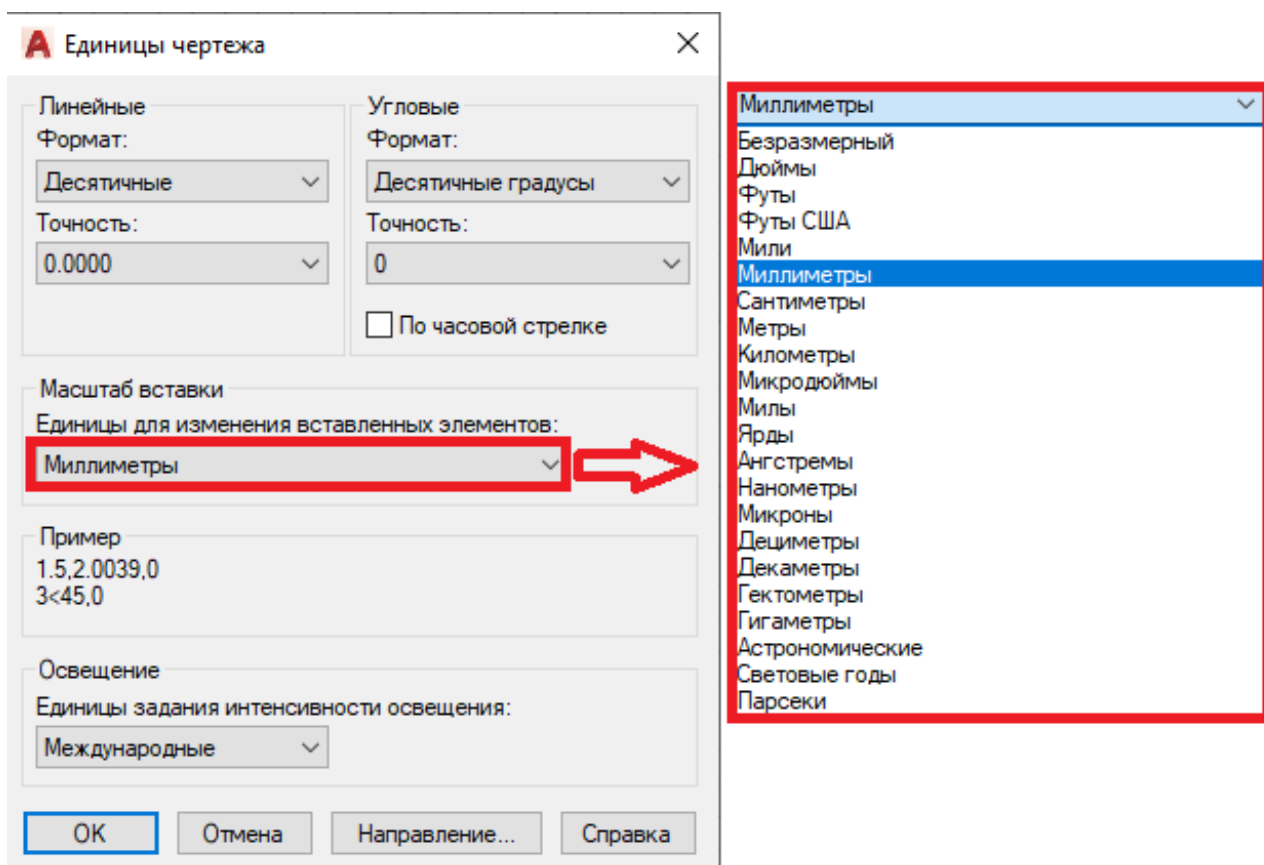 Единицы чертежа
Линейные
Формат:
Десятичные
Точность:
0.0000
Угловые
Формат:
Десятичные градусы
Точность:
0
По часовой стрелке
Масштаб вставки
Единицы для изменения вставленных элементов:
Миллиметры
Пример
1.5,2.0039,0
3<45,0
Освещение
Единицы задания интенсивности освещения:
Международные
OK
Отмена
Направление...
Справка
Миллиметры
Безразмерный
Дюймы
Футы
Футы США
Мили
Миллиметры
Сантиметры
Метры
Километры
Микродюймы
Милы
Ярды
Ангстремы
Нанометры
Микроны
Дециметры
Декаметры
Гектометры
Гигаметры
Астрономические
Световые годы
Парсеки